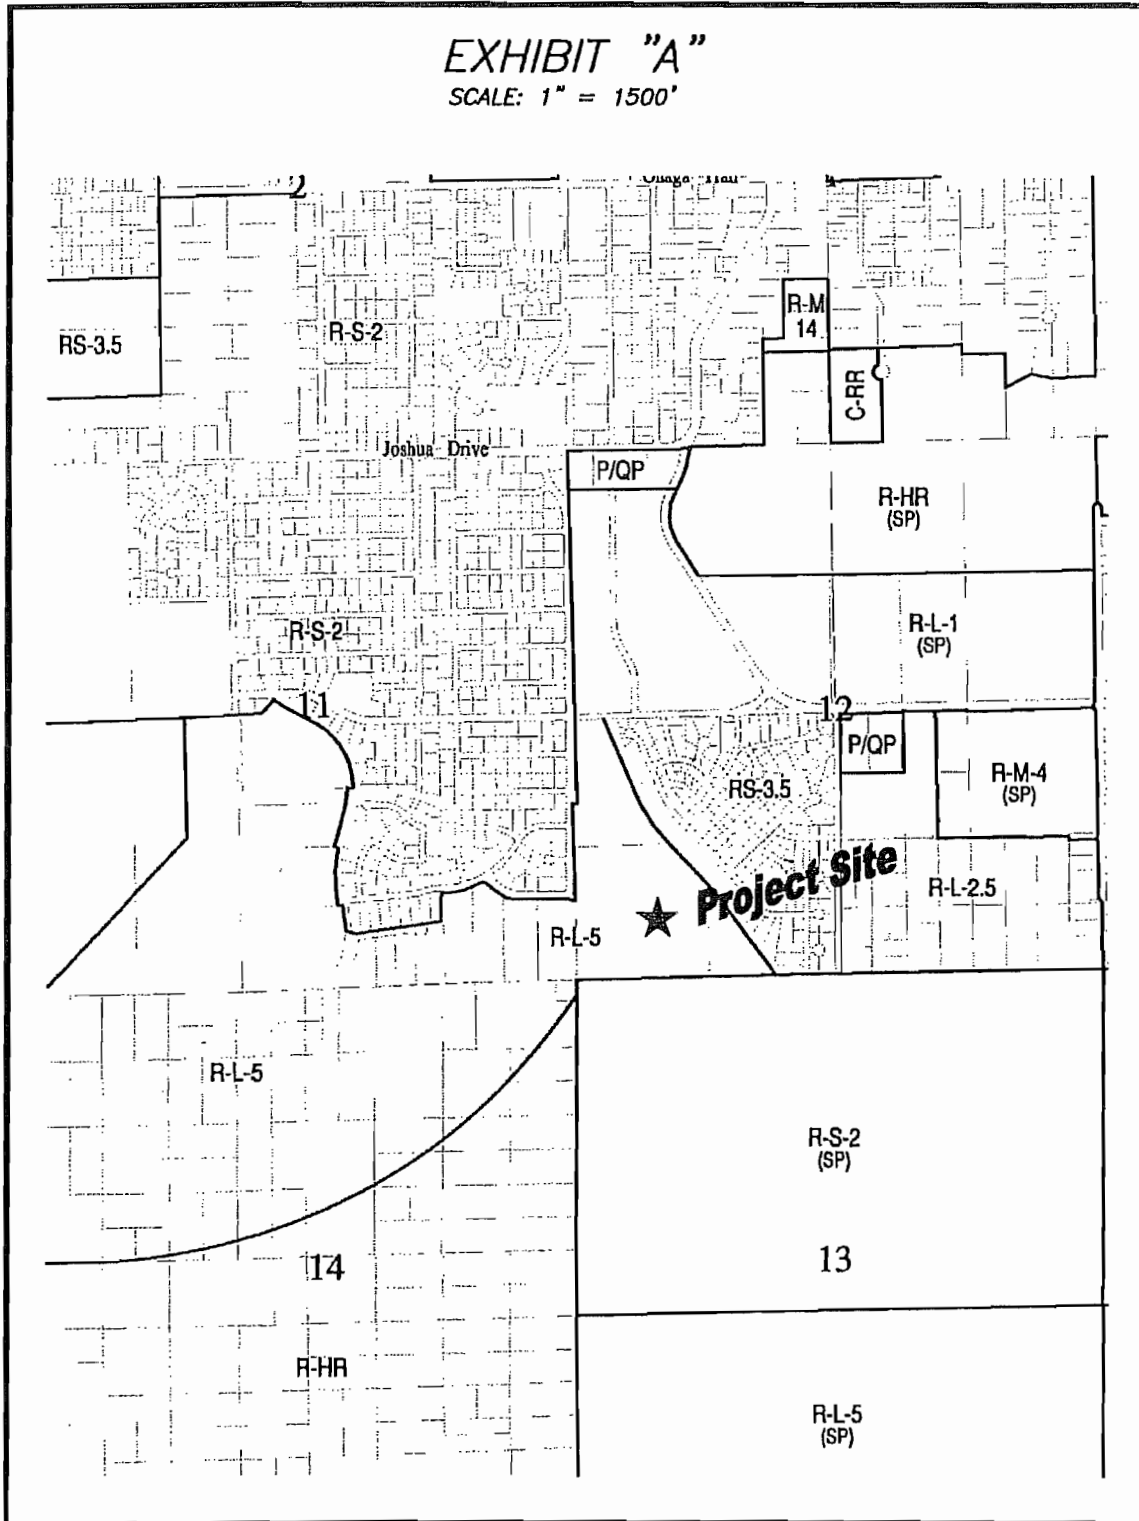 EXHIBIT "A"
SCALE: 1" = 1500'
2
Trail
R-M
14
RS-3.5
R-S-2
C-RR
Joshua Drive
P/QP
R-HR
(SP)
R-S-2
R-L-1
(SP)
11
12
P/QP
R-M-4
(SP)
RS-3.5
Project Site
R-L-2.5
R-L-5
R-L-5
R-S-2
(SP)
14
13
R-HR
R-L-5
(SP)